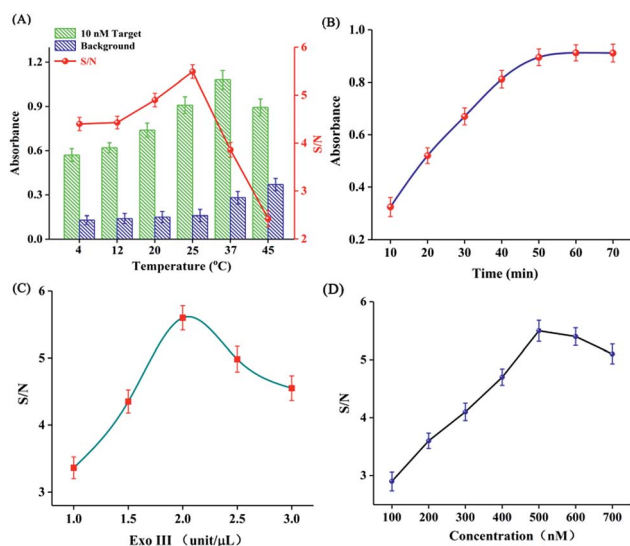 (A)
10 nM Target
Background
S/N
1.2
0.9
0.6
0.3
0.0
Absorbance
6
5
4
3
2
S/N
4 12 20 25 37 45
Temperature (°C)
(B)
1.0
0.8
0.6
0.4
0.2
Absorbance
10 20 30 40 50 60 70
Time (min)
(C)
6
5
4
3
S/N
1.0 1.5 2.0 2.5 3.0
Exo III (unit/μL)
(D)
6
5
4
3
S/N
100 200 300 400 500 600 700
Concentration (nM)